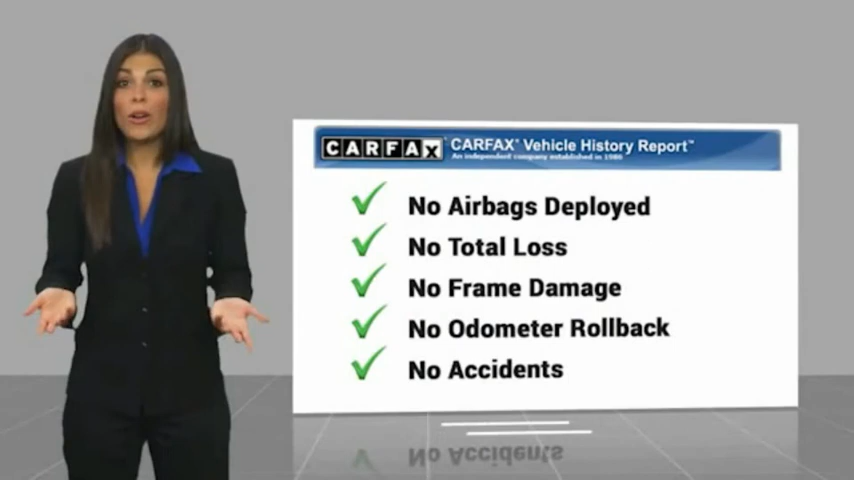 CARFAX CARFAX® Vehicle History Report™
An independent company established in 1986
No Airbags Deployed
No Total Loss
No Frame Damage
No Odometer Rollback
No Accidents
No Accidents